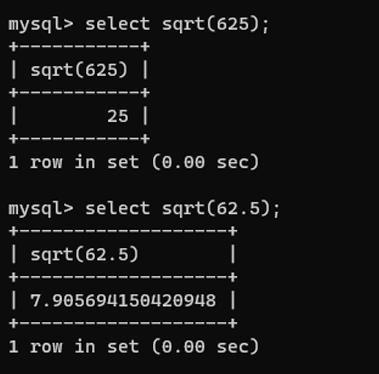 mysql> select sqrt(625);
+-----------+
| sqrt(625) |
+-----------+
|        25 |
+-----------+
1 row in set (0.00 sec)

mysql> select sqrt(62.5);
+-------------------+
| sqrt(62.5)        |
+-------------------+
| 7.905694150420948 |
+-------------------+
1 row in set (0.00 sec)